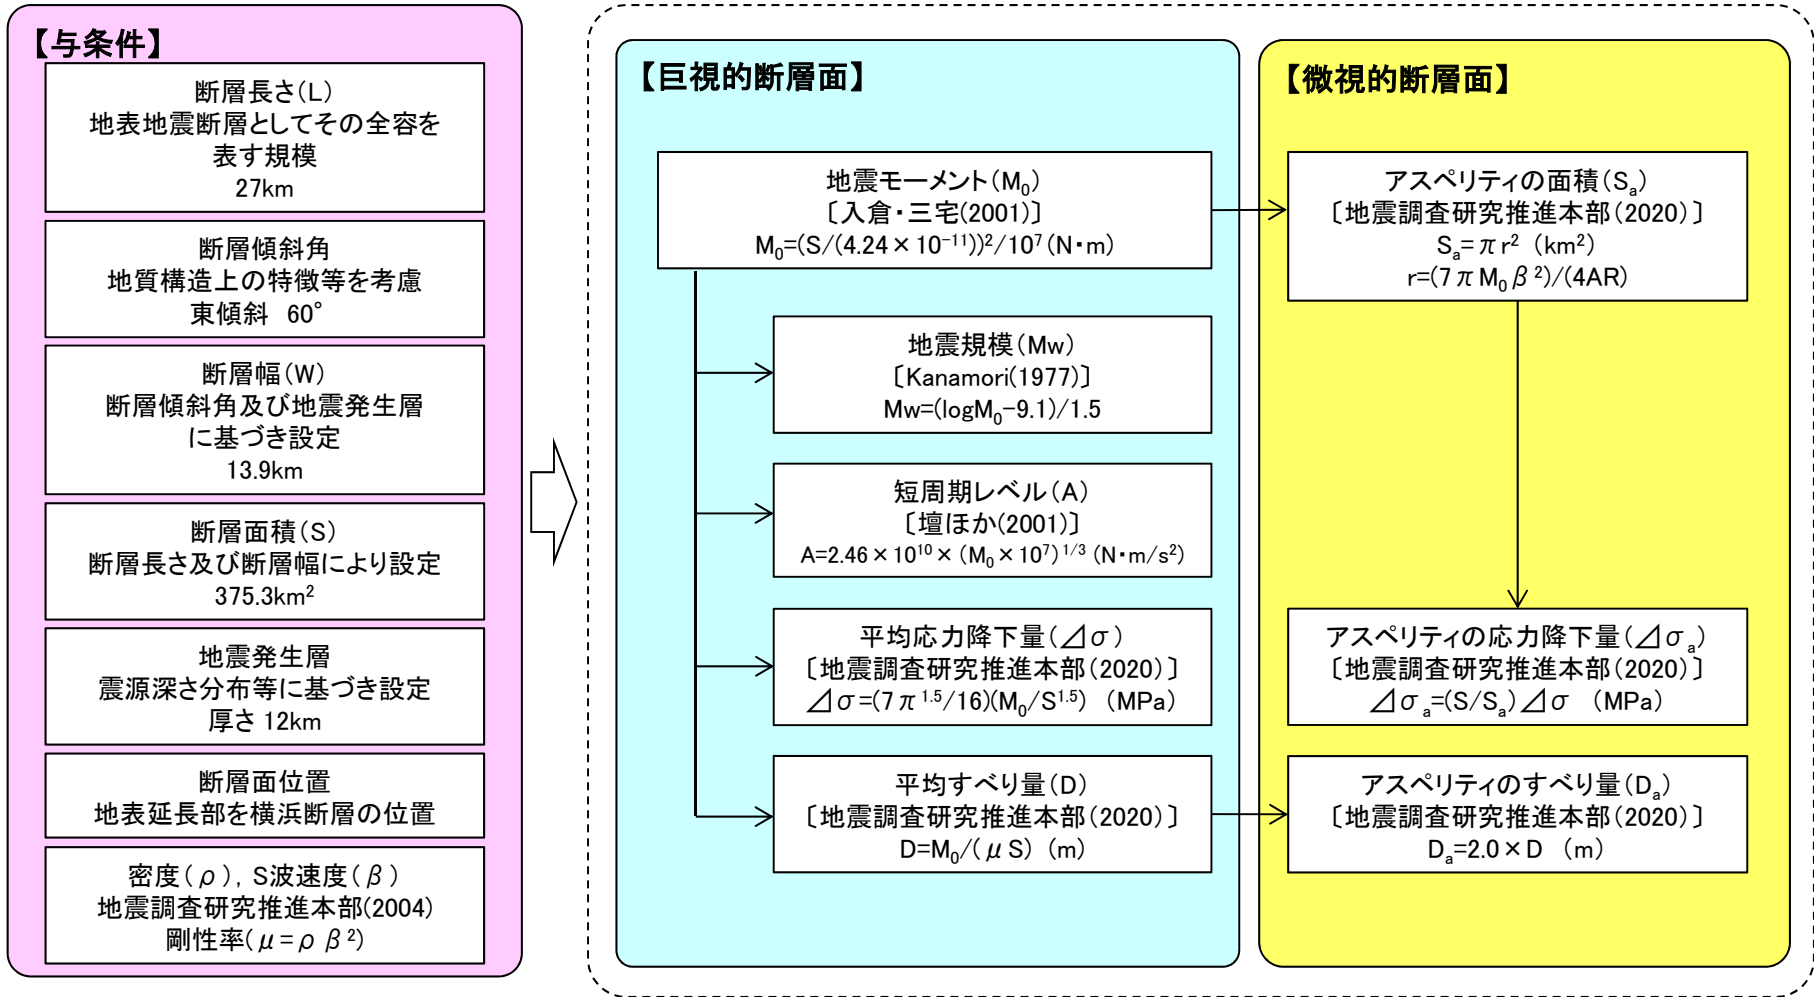 【与条件】
断層長さ(L)
地表地震断層としてその全容を
表す規模
27km
断層傾斜角
地質構造上の特徴等を考慮
東傾斜 60°
断層幅(W)
断層傾斜角及び地震発生層
に基づき設定
13.9km
断層面積(S)
断層長さ及び断層幅により設定
375.3km²
地震発生層
震源深さ分布等に基づき設定
厚さ 12km
断層面位置
地表延長部を横浜断層の位置
密度(ρ), S波速度(β)
地震調査研究推進本部(2004)
剛性率(μ=ρβ²)
【巨視的断層面】
地震モーメント(M₀)
〔入倉・三宅(2001)〕
M₀=(S/(4.24×10⁻¹¹))²/10⁷(N・m)
地震規模(Mw)
〔Kanamori(1977)〕
Mw=(logM₀-9.1)/1.5
短周期レベル(A)
〔壇ほか(2001)〕
A=2.46×10¹⁰×(M₀×10⁷)¹/³(N・m/s²)
平均応力降下量(⊿σ)
〔地震調査研究推進本部(2020)〕
⊿σ=(7π¹·⁵/16)(M₀/S¹·⁵) (MPa)
平均すべり量(D)
〔地震調査研究推進本部(2020)〕
D=M₀/(μS) (m)
【微視的断層面】
アスペリティの面積(Sₐ)
〔地震調査研究推進本部(2020)〕
Sₐ=πr² (km²)
r=(7πM₀β²)/(4AR)
アスペリティの応力降下量(⊿σₐ)
〔地震調査研究推進本部(2020)〕
⊿σₐ=(S/Sₐ)⊿σ (MPa)
アスペリティのすべり量(Dₐ)
〔地震調査研究推進本部(2020)〕
Dₐ=2.0×D (m)